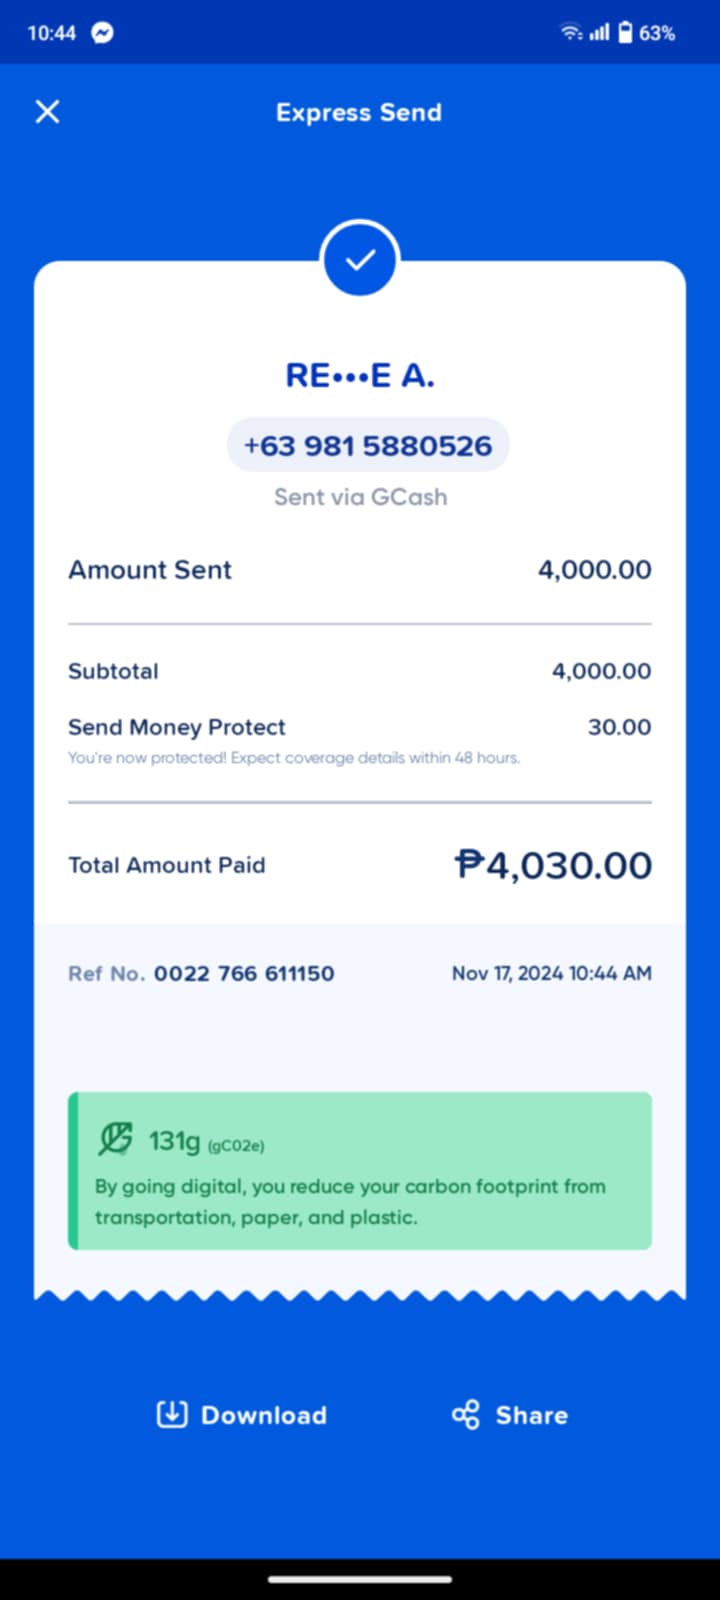 10:44 63%
Express Send
RE•••E A.
+63 981 5880526
Sent via GCash
Amount Sent 4,000.00
Subtotal 4,000.00
Send Money Protect 30.00
You're now protected! Expect coverage details within 48 hours.
Total Amount Paid ₱4,030.00
Ref No. 0022 766 611150 Nov 17, 2024 10:44 AM
131g (gCO2e)
By going digital, you reduce your carbon footprint from
transportation, paper, and plastic.
Download Share